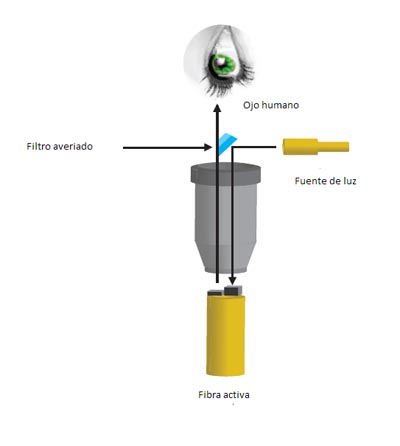 Ojo humano
Filtro averiado
Fuente de luz
Fibra activa